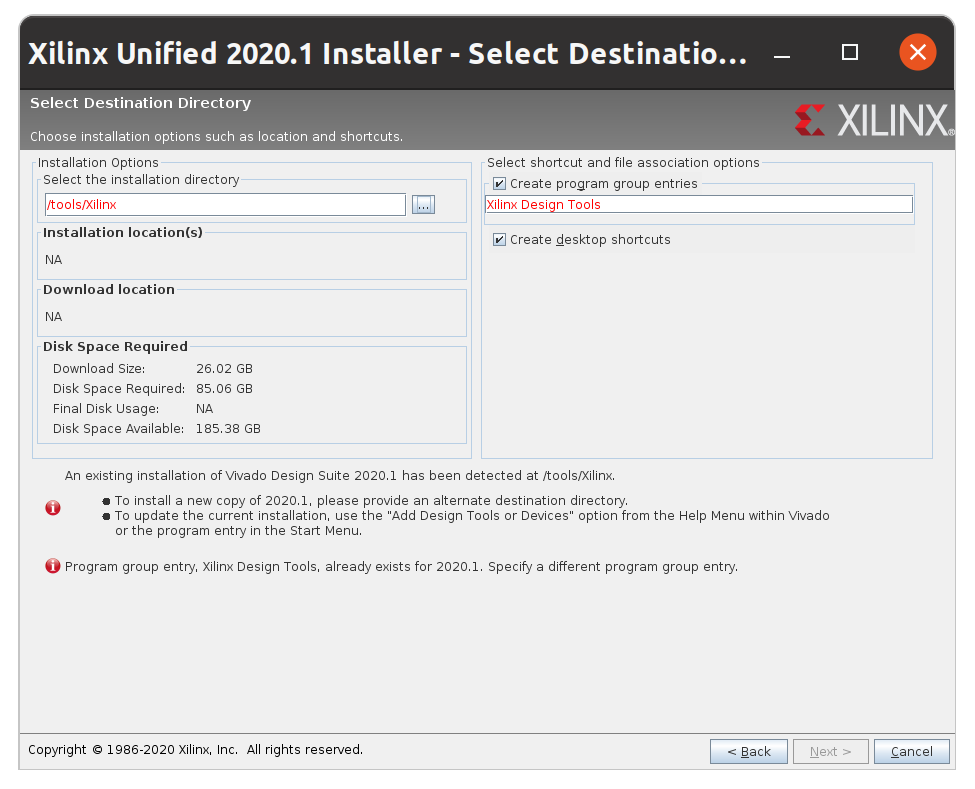 Xilinx Unified 2020.1 Installer - Select Destinatio...
Select Destination Directory
Choose installation options such as location and shortcuts.
XILINX®
Installation Options
Select the installation directory
/tools/Xilinx
...
Installation location(s)
NA
Download location
NA
Disk Space Required
Download Size: 26.02 GB
Disk Space Required: 85.06 GB
Final Disk Usage: NA
Disk Space Available: 185.38 GB
Select shortcut and file association options
Create program group entries
Xilinx Design Tools
Create desktop shortcuts
An existing installation of Vivado Design Suite 2020.1 has been detected at /tools/Xilinx.
● To install a new copy of 2020.1, please provide an alternate destination directory.
● To update the current installation, use the "Add Design Tools or Devices" option from the Help Menu within Vivado
or the program entry in the Start Menu.
Program group entry, Xilinx Design Tools, already exists for 2020.1. Specify a different program group entry.
Copyright © 1986-2020 Xilinx, Inc. All rights reserved.
< Back
Next >
Cancel